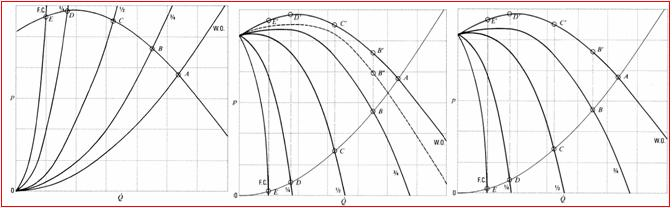 F.C. ¼ ½ ¾ W.O.
E D C B A
P
0
Q̇
E' D' C' B' A
B"
P
B
C
W.O.
F.C. E ¼ D ½ ¾
0
Q̇
E' D' C' B' A
P
B
C
W.O.
F.C. E ¼ D ½ ¾
0
Q̇